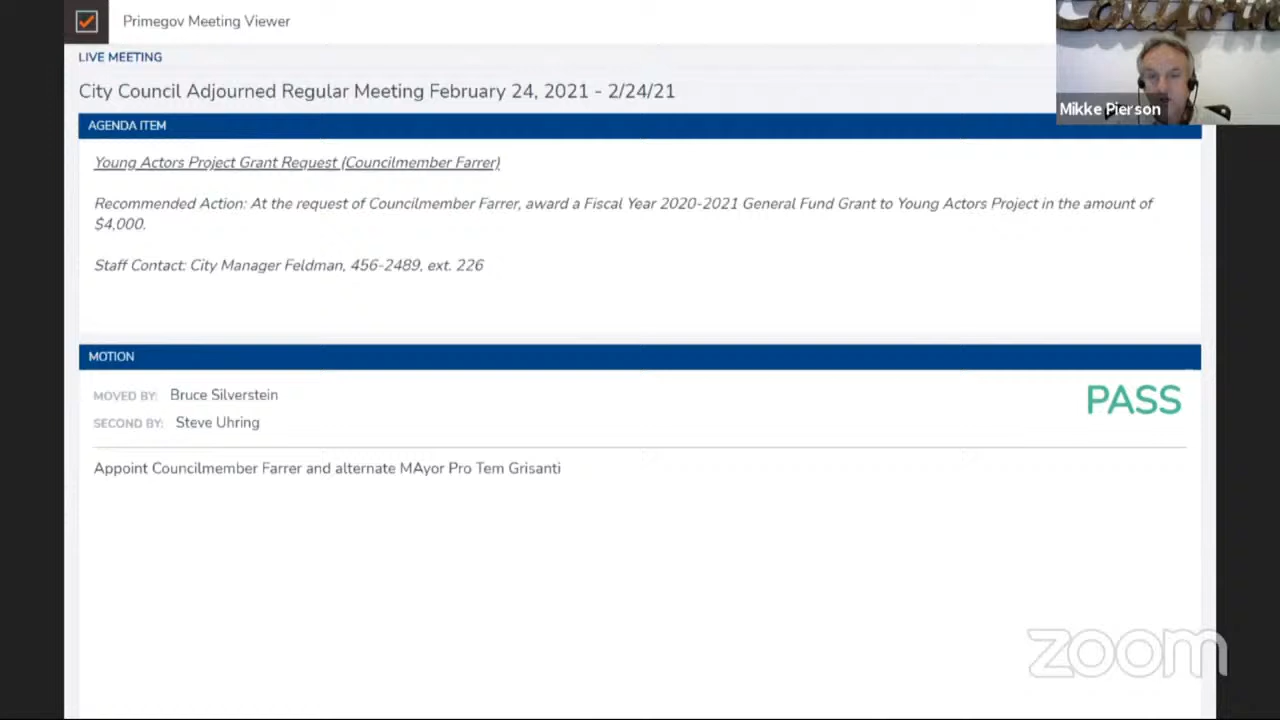 Primegov Meeting Viewer
LIVE MEETING
City Council Adjourned Regular Meeting February 24, 2021 - 2/24/21
AGENDA ITEM
Young Actors Project Grant Request (Councilmember Farrer)
Recommended Action: At the request of Councilmember Farrer, award a Fiscal Year 2020-2021 General Fund Grant to Young Actors Project in the amount of
$4,000.
Staff Contact: City Manager Feldman, 456-2489, ext. 226
MOTION
MOVED BY: Bruce Silverstein
SECOND BY: Steve Uhring
PASS
Appoint Councilmember Farrer and alternate MAyor Pro Tem Grisanti
Mikke Pierson
zoom